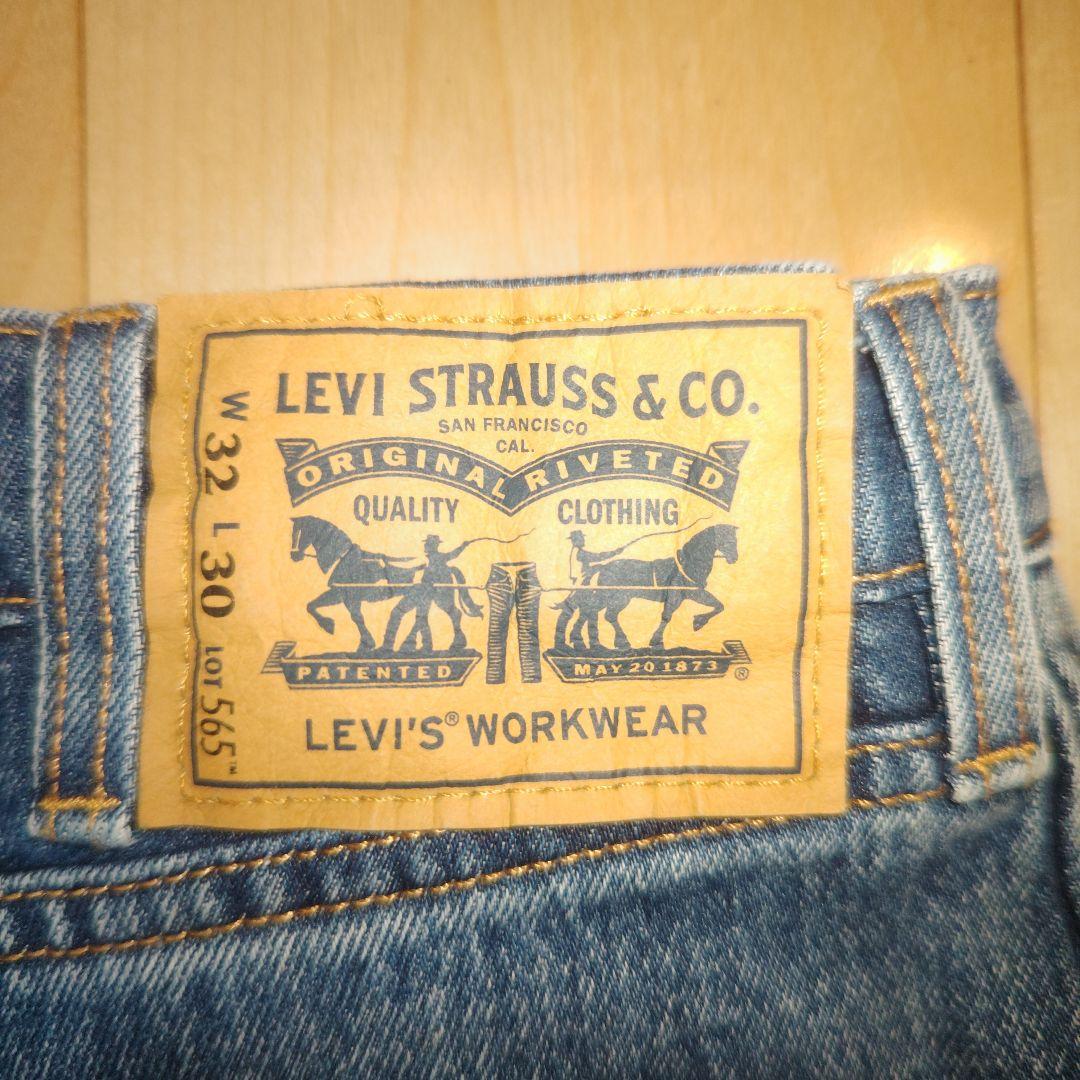 LEVI STRAUSS & CO.
SAN FRANCISCO
CAL.
ORIGINAL RIVETED
QUALITY CLOTHING
PATENTED MAY 20 1873 ®
LEVI'S® WORKWEAR
W 32 L 30 LOT 565™